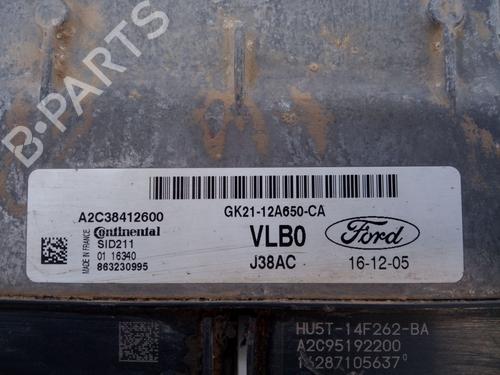 B-PARTS
A2C38412600
GK21-12A650-CA
MADE IN FRANCE
Continental
SID211
01 16340
863230995
VLB0
J38AC
Ford
16-12-05
HU5T-14F262-BA
A2C95192200
16287105637